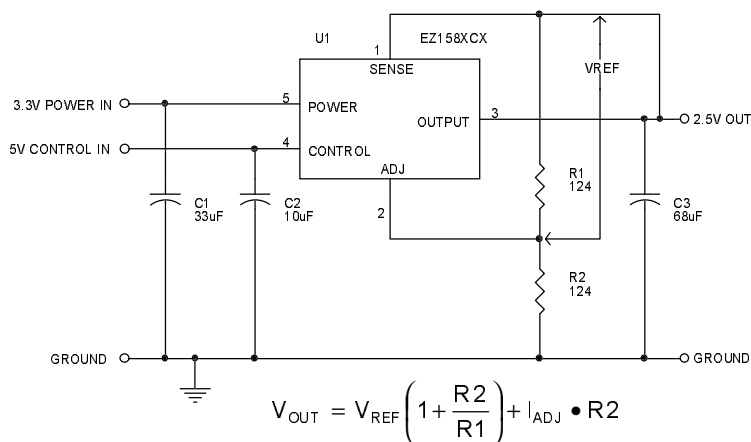 U1
EZ158XCX
1
SENSE
VREF
3.3V POWER IN
5
POWER
3
OUTPUT
2.5V OUT
5V CONTROL IN
4
CONTROL
ADJ
2
C1
33uF
C2
10uF
R1
124
C3
68uF
R2
124
GROUND
GROUND
V_OUT = V_REF (1 + R2/R1) + I_ADJ • R2